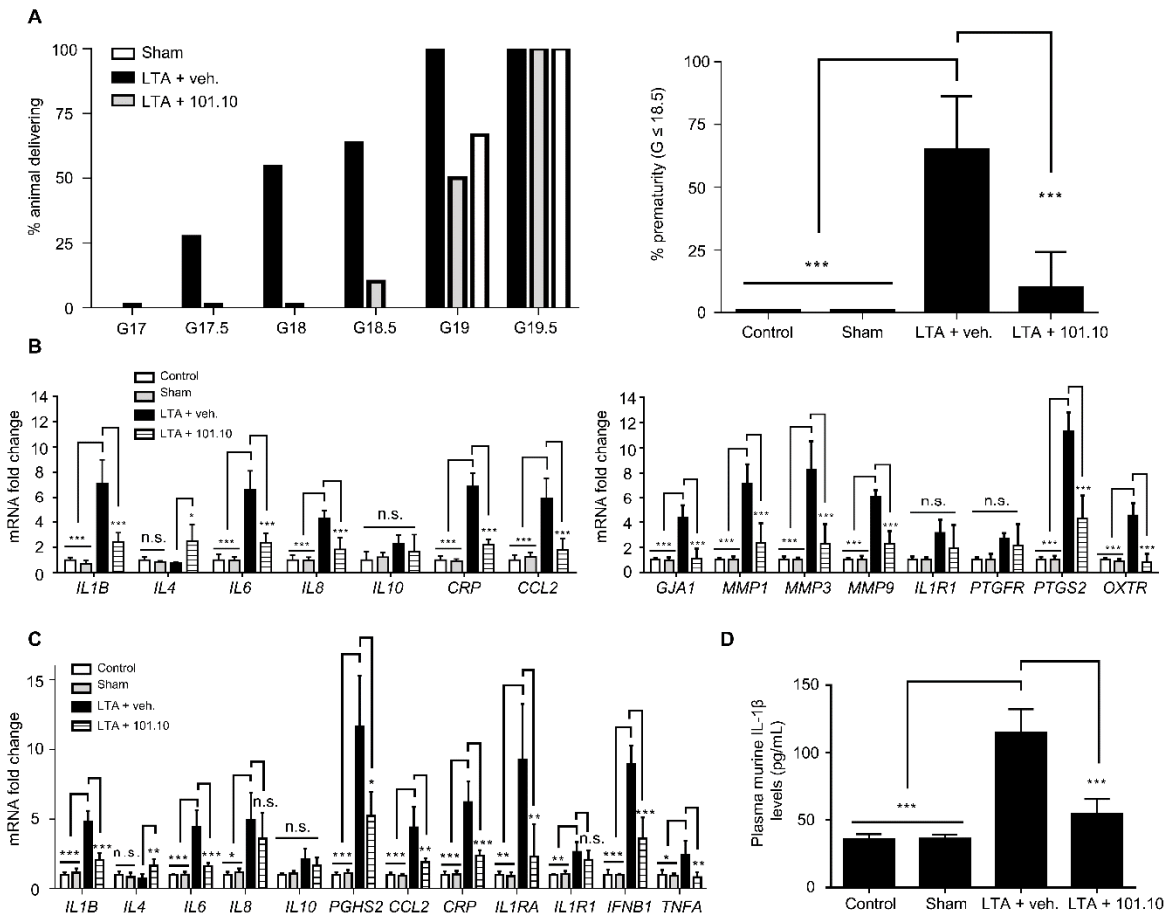 A
% animal delivering
100
75
50
25
0
Sham
LTA + veh.
LTA + 101.10
G17 G17.5 G18 G18.5 G19 G19.5
% prematurity (G ≤ 18.5)
100
75
50
25
0
***
***
Control Sham LTA + veh. LTA + 101.10
B
mRNA fold change
14
12
10
8
6
4
2
0
Control
Sham
LTA + veh.
LTA + 101.10
*** *** n.s. * *** *** *** *** n.s. *** *** *** ***
IL1B IL4 IL6 IL8 IL10 CRP CCL2
mRNA fold change
14
12
10
8
6
4
2
0
*** *** *** *** *** *** *** *** n.s. n.s. *** *** *** ***
GJA1 MMP1 MMP3 MMP9 IL1R1 PTGFR PTGS2 OXTR
C
mRNA fold change
15
10
5
0
Control
Sham
LTA + veh.
LTA + 101.10
*** *** n.s. ** *** *** * n.s. n.s. *** * *** ** *** *** ** ** ** n.s. *** *** * **
IL1B IL4 IL6 IL8 IL10 PGHS2 CCL2 CRP IL1RA IL1R1 IFNB1 TNFA
D
Plasma murine IL-1β
levels (pg/mL)
150
100
50
0
***
***
Control Sham LTA + veh. LTA + 101.10